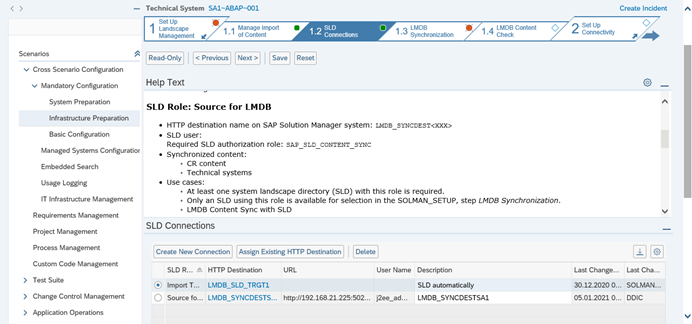 Technical System SA1~ABAP~001
Create Incident
1 Set Up Landscape Management
1.1 Manage Import of Content
1.2 SLD Connections
1.3 LMDB Synchronization
1.4 LMDB Content Check
2 Set Up Connectivity
Read-Only < Previous Next > Save Reset
Scenarios
Cross Scenario Configuration
Mandatory Configuration
System Preparation
Infrastructure Preparation
Basic Configuration
Managed Systems Configuration
Embedded Search
Usage Logging
IT Infrastructure Management
Requirements Management
Project Management
Process Management
Custom Code Management
Test Suite
Change Control Management
Application Operations
Help Text
SLD Role: Source for LMDB
• HTTP destination name on SAP Solution Manager system: LMDB_SYNCDEST<XXX>
• SLD user:
Required SLD authorization role: SAP_SLD_CONTENT_SYNC
• Synchronized content:
• CR content
• Technical systems
• Use cases:
• At least one system landscape directory (SLD) with this role is required.
• Only an SLD using this role is available for selection in the SOLMAN_SETUP, step LMDB Synchronization.
• LMDB Content Sync with SLD
SLD Connections
Create New Connection Assign Existing HTTP Destination Delete
SLD R... HTTP Destination URL User Name Description Last Change... Last Cha...
Import T... LMDB_SLD_TRGT1 SLD automatically 30.12.2020 0... SOLMAN...
Source fo... LMDB_SYNCDESTS... http://192.168.21.225:502... j2ee_ad... LMDB_SYNCDESTSA1 05.01.2021 0... DDIC